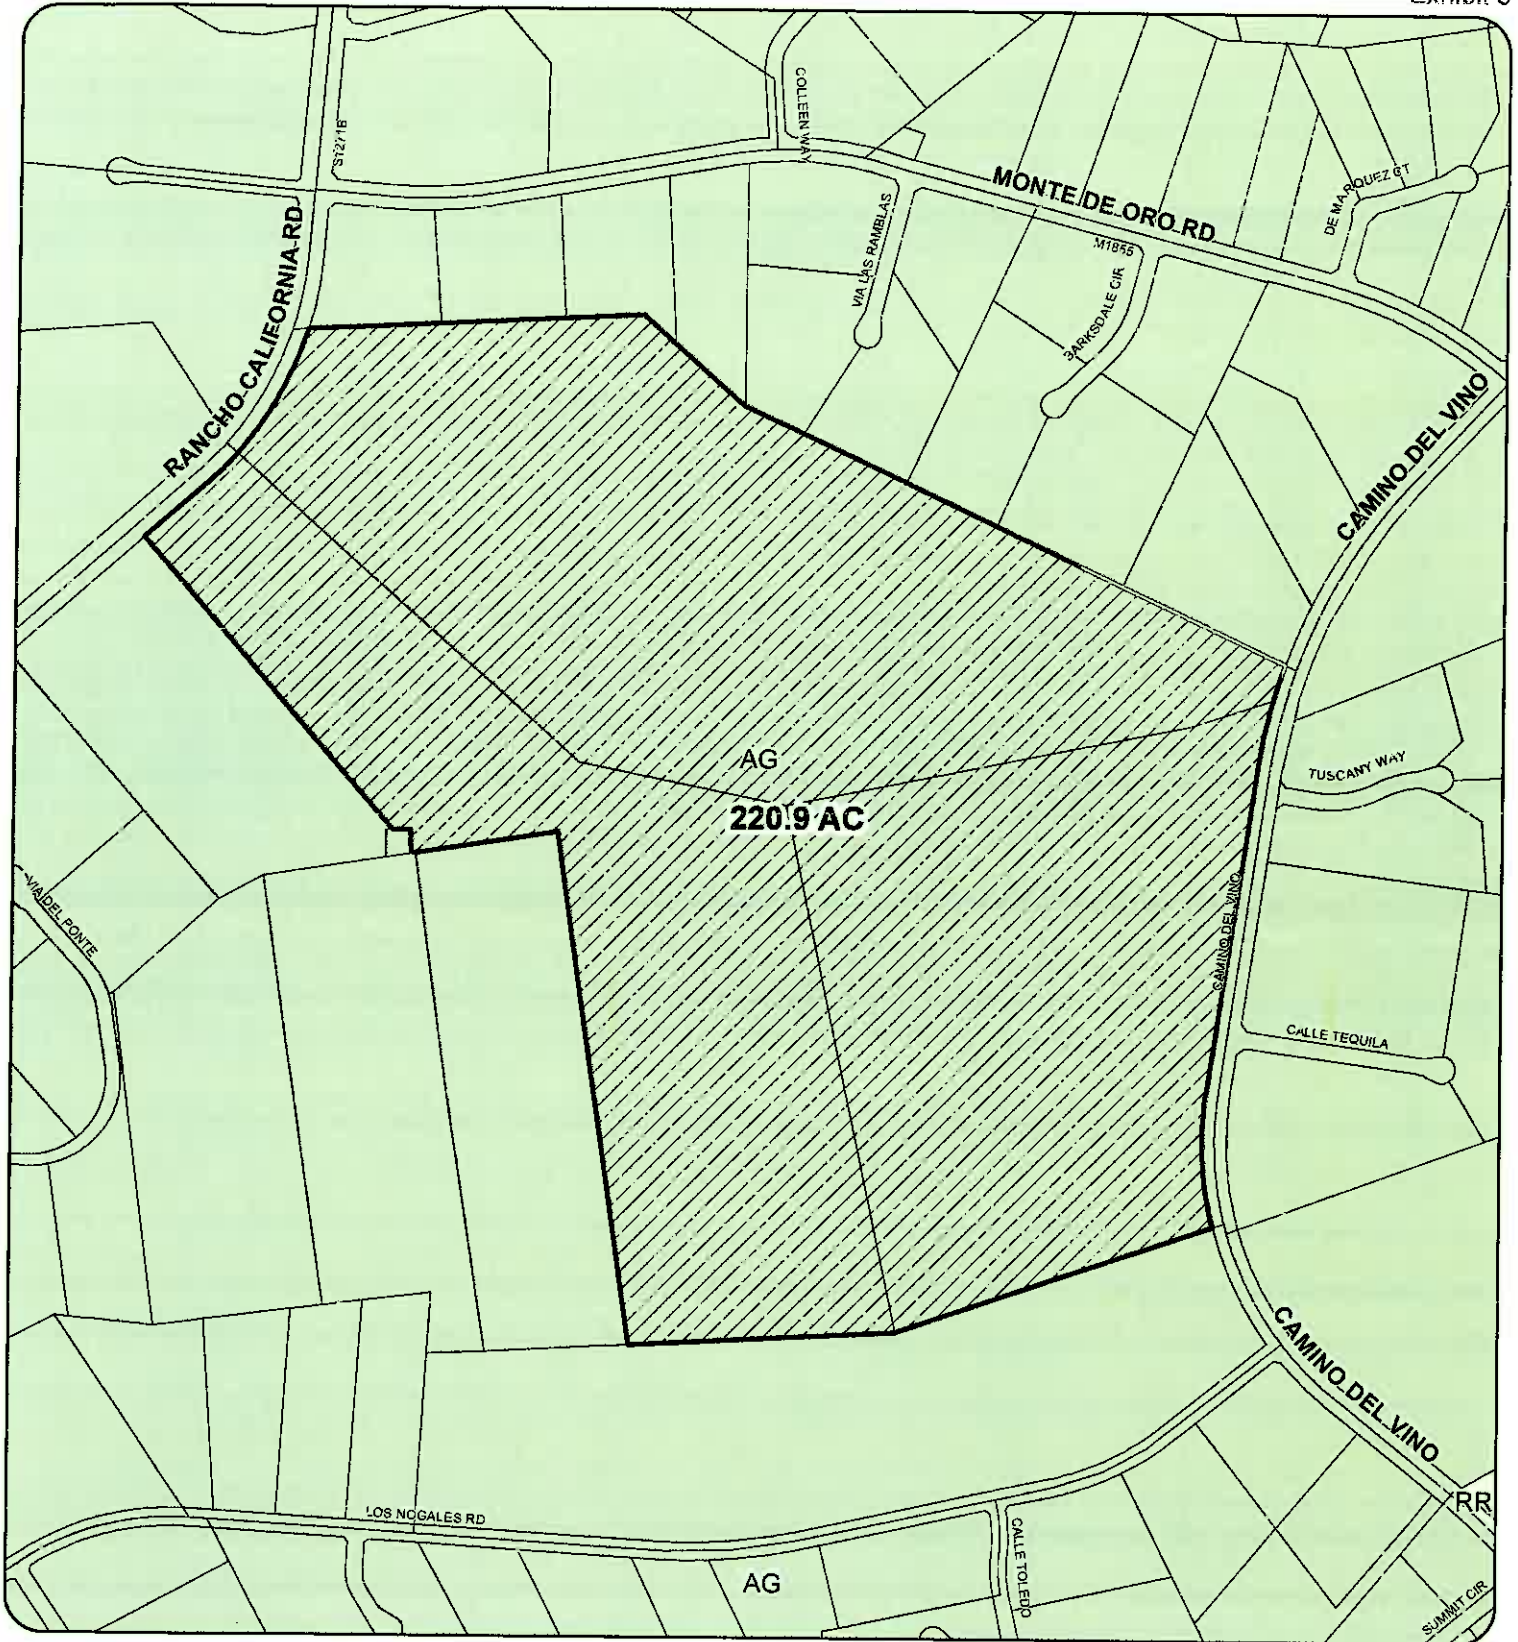 COLLEEN WAY
S1271B
MONTE DE ORO RD
DE MARQUEZ CT
VIA LAS RAMBLAS
M1855
BARKSDALE CIR
RANCHO CALIFORNIA RD
CAMINO DEL VINO
AG
220.9 AC
TUSCANY WAY
CAMINO DEL VINO
VIA DEL PONTE
CALLE TEQUILA
CAMINO DEL VINO
RR
LOS NOGALES RD
CALLE TOLEDO
AG
SUMMIT CIR